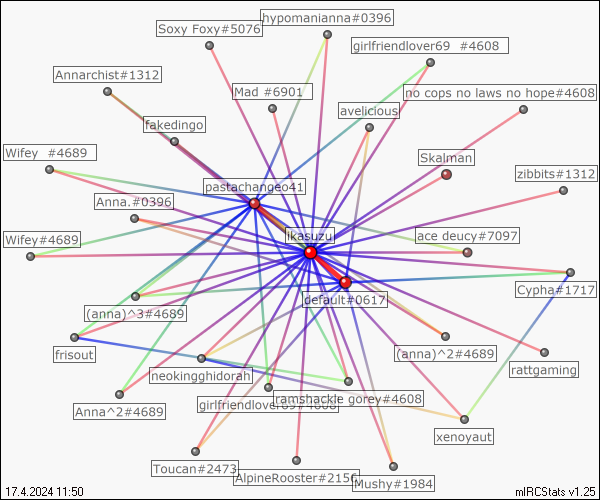 hypomanianna#0396
Soxy Foxy#5076
girlfriendlover69  #4608
Annarchist#1312
Mad #6901
no cops no laws no hope#4608
avelicious
fakedingo
Wifey  #4689
Skalman
zibbits#1312
pastachangeo41
Anna.#0396
likasuzu
ace deucy#7097
Wifey#4689
Cypha#1717
default#0617
(anna)^3#4689
frisout
(anna)^2#4689
rattgaming
neokingghidorah
ramshackle gorey#4608
girlfriendlover69#4608
Anna^2#4689
xenoyaut
Toucan#2473
AlpineRooster#2156
Mushy#1984
17.4.2024 11:50
mIRCStats v1.25